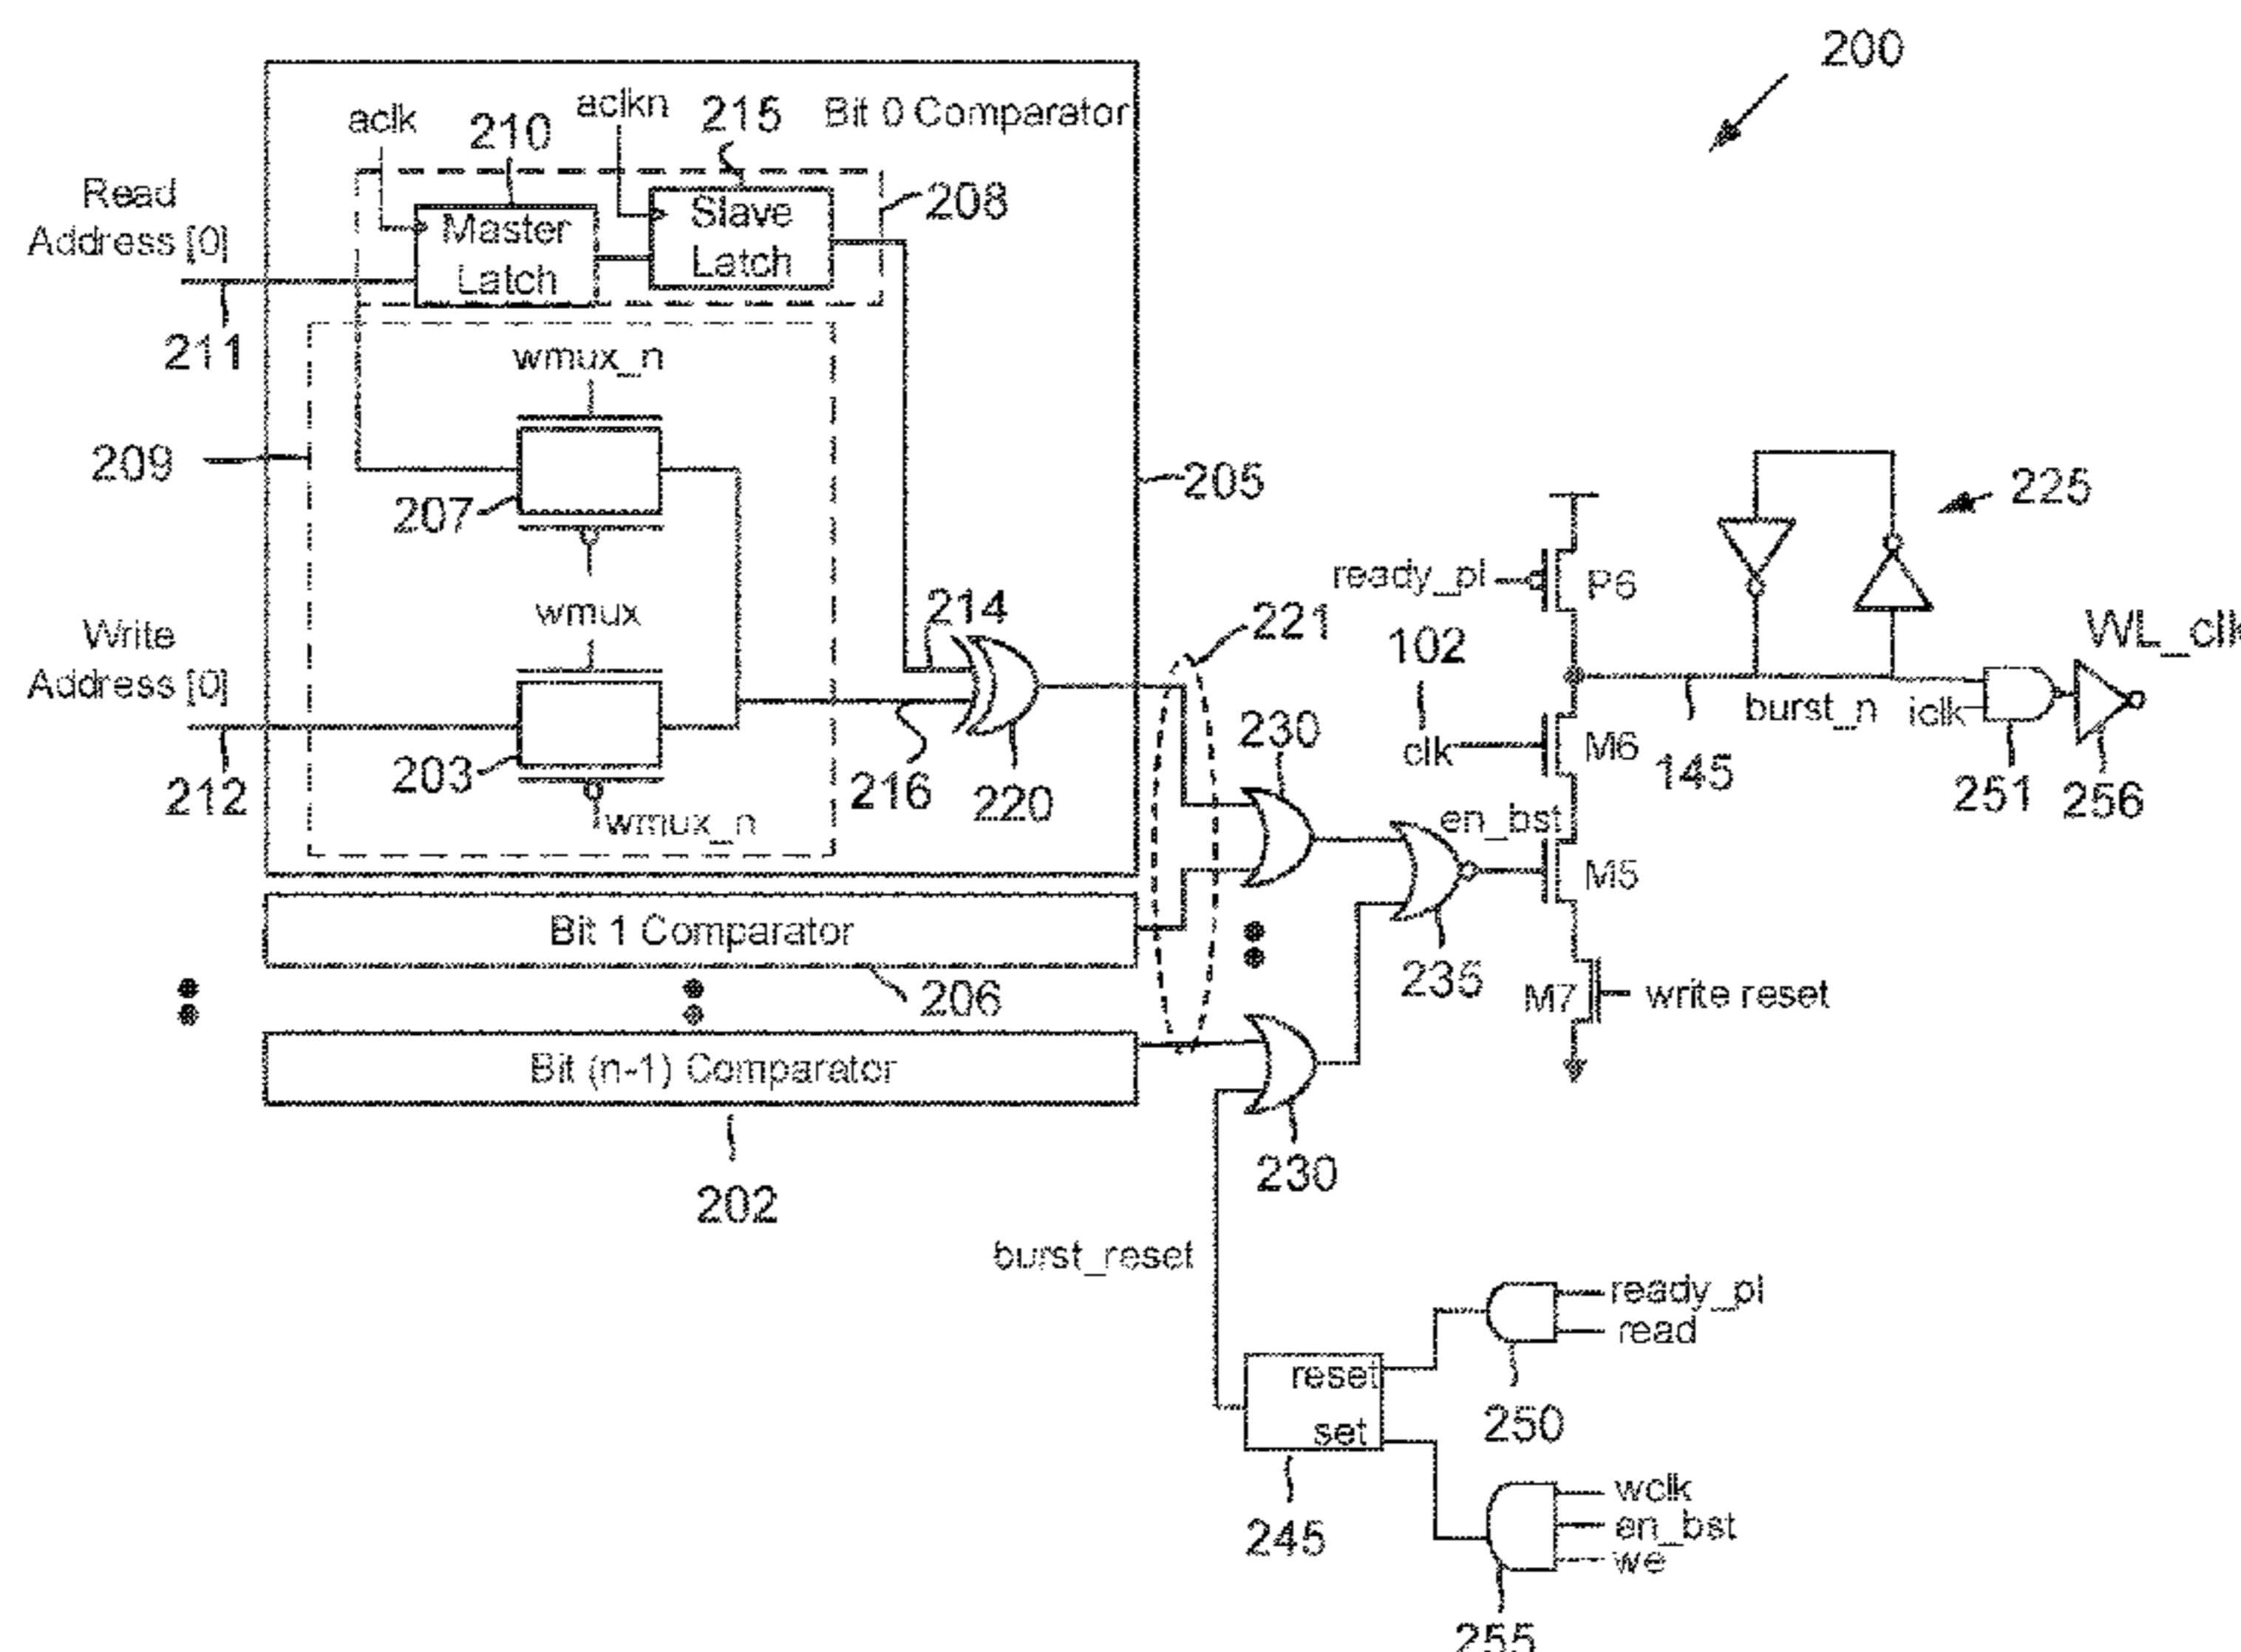 200
aclk
210
aclkn
215
Bit 0 Comparator
Read
Address [0]
Master
Latch
Slave
Latch
208
211
wmux_n
209
207
205
225
wmux
ready_pl
P6
Write
Address [0]
214
221
102
WL_clk
203
216
220
230
clk
M6
burst_n
iclk
212
wmux_n
145
251
256
en_bst
M5
Bit 1 Comparator
206
235
M7
write reset
Bit (n-1) Comparator
202
230
burst_reset
ready_pl
read
reset
set
250
245
wclk
en_bst
we
255